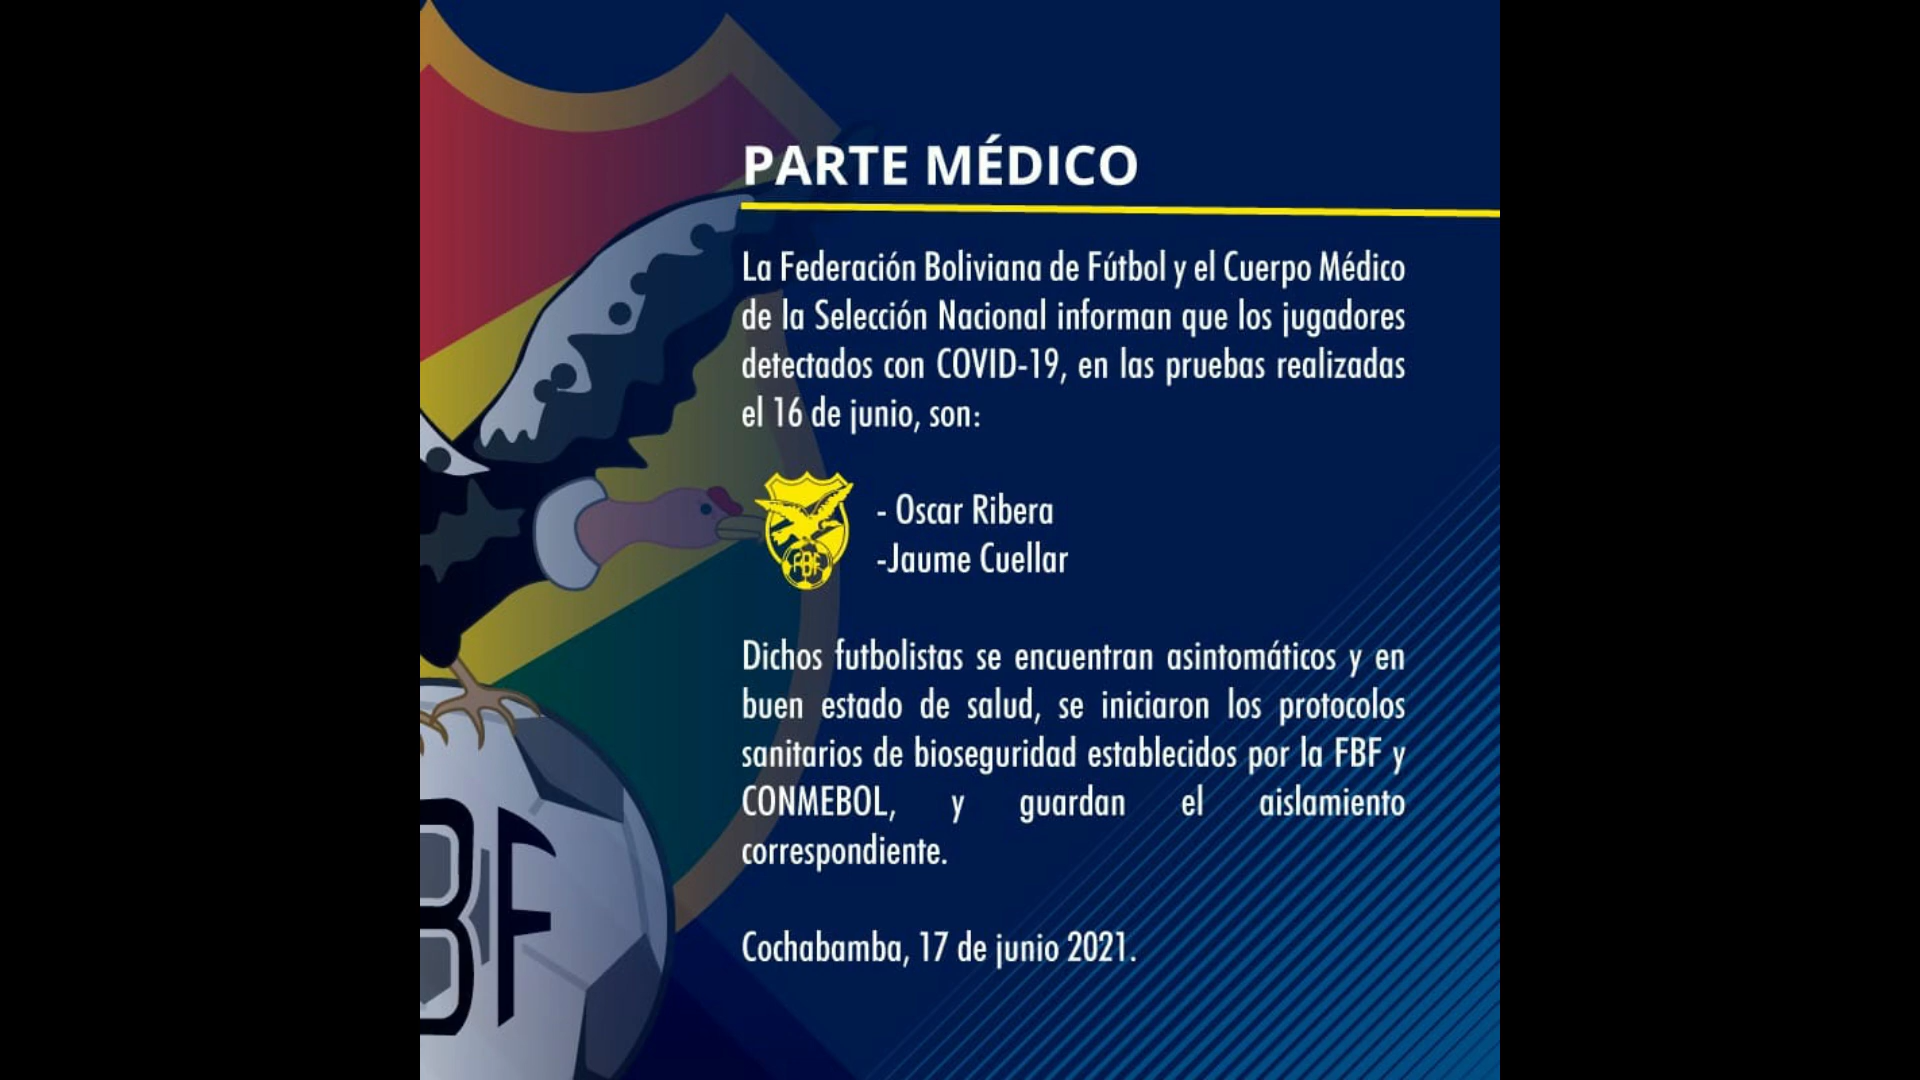 PARTE MÉDICO
La Federación Boliviana de Fútbol y el Cuerpo Médico
de la Selección Nacional informan que los jugadores
detectados con COVID-19, en las pruebas realizadas
el 16 de junio, son:
FBF
- Oscar Ribera
-Jaume Cuellar
Dichos futbolistas se encuentran asintomáticos y en
buen estado de salud, se iniciaron los protocolos
sanitarios de bioseguridad establecidos por la FBF y
CONMEBOL, y guardan el aislamiento
correspondiente.
BF
Cochabamba, 17 de junio 2021.